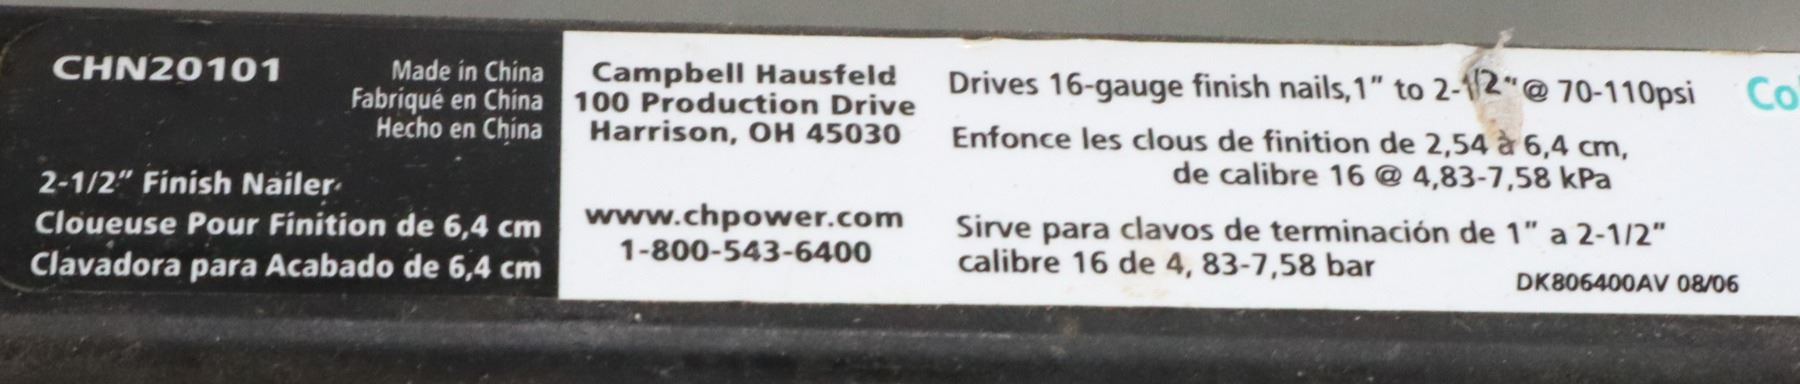 CHN20101
Made in China
Fabriqué en China
Hecho en China
2-1/2" Finish Nailer
Cloueuse Pour Finition de 6,4 cm
Clavadora para Acabado de 6,4 cm
Campbell Hausfeld
100 Production Drive
Harrison, OH 45030
www.chpower.com
1-800-543-6400
Drives 16-gauge finish nails,1" to 2-1/2" @ 70-110psi
Enfonce les clous de finition de 2,54 à 6,4 cm,
de calibre 16 @ 4,83-7,58 kPa
Sirve para clavos de terminación de 1" a 2-1/2"
calibre 16 de 4, 83-7,58 bar
DK806400AV 08/06